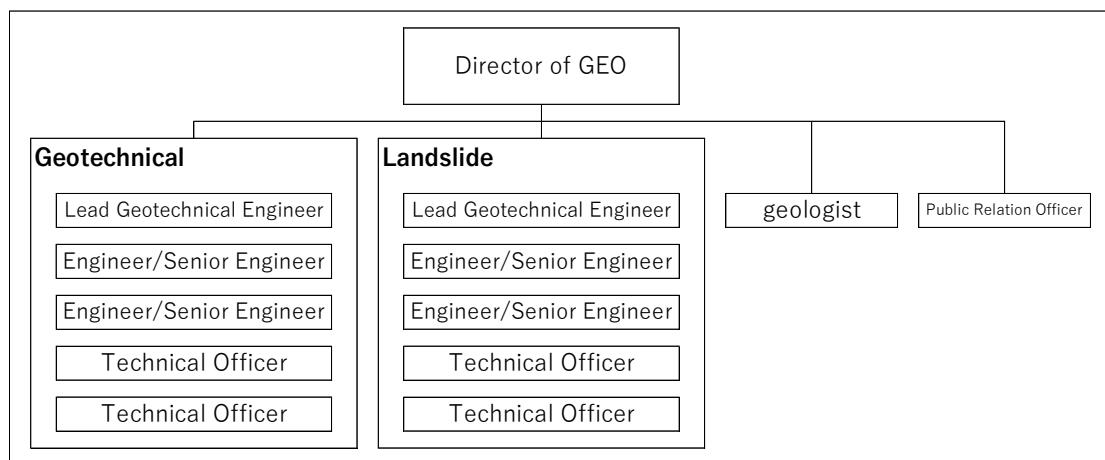 Director of GEO
Geotechnical
Lead Geotechnical Engineer
Engineer/Senior Engineer
Engineer/Senior Engineer
Technical Officer
Technical Officer
Landslide
Lead Geotechnical Engineer
Engineer/Senior Engineer
Engineer/Senior Engineer
Technical Officer
Technical Officer
geologist
Public Relation Officer